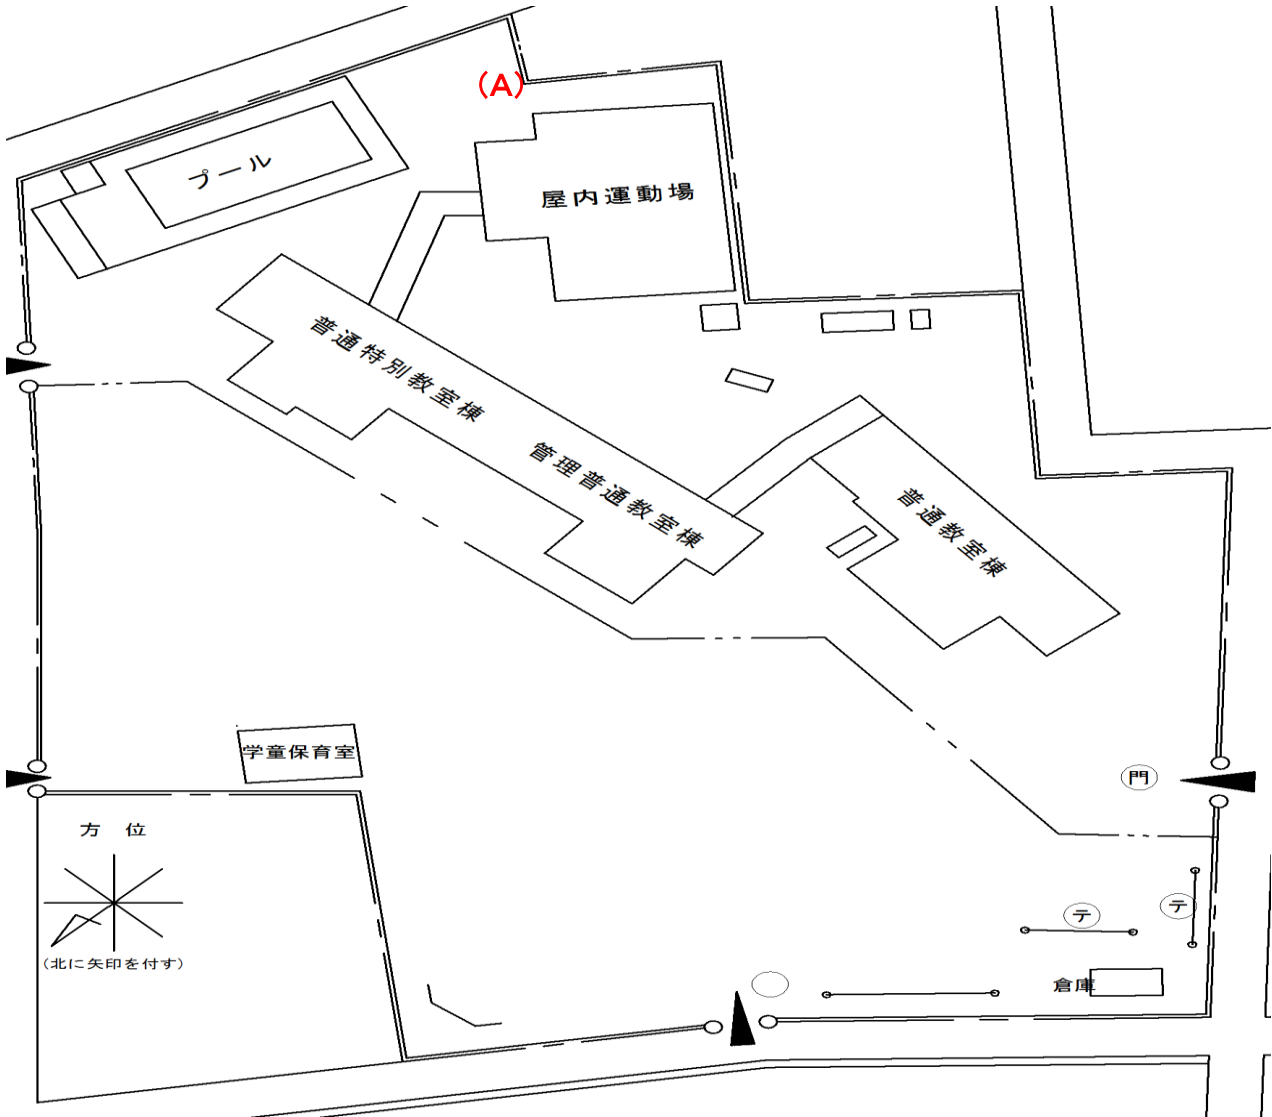 (A)
プール
屋内運動場
普通特別教室棟
管理普通教室棟
普通教室棟
学童保育室
門
方 位
テ
テ
(北に矢印を付す)
倉庫